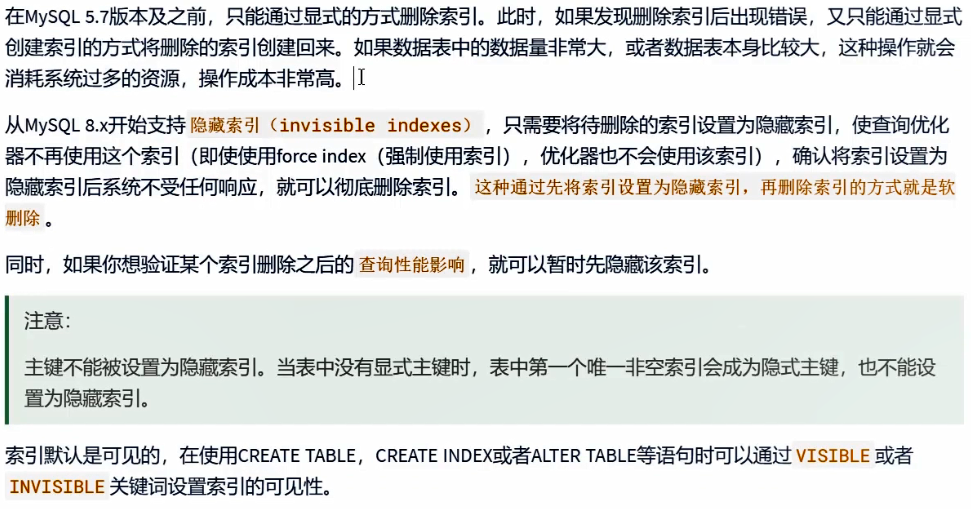 在MySQL 5.7版本及之前，只能通过显式的方式删除索引。此时，如果发现删除索引后出现错误，又只能通过显式
创建索引的方式将删除的索引创建回来。如果数据表中的数据量非常大，或者数据表本身比较大，这种操作就会
消耗系统过多的资源，操作成本非常高。
从MySQL 8.x开始支持 隐藏索引（invisible indexes） ，只需要将待删除的索引设置为隐藏索引，使查询优化
器不再使用这个索引（即使使用force index（强制使用索引），优化器也不会使用该索引），确认将索引设置为
隐藏索引后系统不受任何响应，就可以彻底删除索引。 这种通过先将索引设置为隐藏索引，再删除索引的方式就是软
删除 。
同时，如果你想验证某个索引删除之后的 查询性能影响 ，就可以暂时先隐藏该索引。
注意：
主键不能被设置为隐藏索引。当表中没有显式主键时，表中第一个唯一非空索引会成为隐式主键，也不能设
置为隐藏索引。
索引默认是可见的，在使用CREATE TABLE，CREATE INDEX或者ALTER TABLE等语句时可以通过 VISIBLE 或者
INVISIBLE 关键词设置索引的可见性。